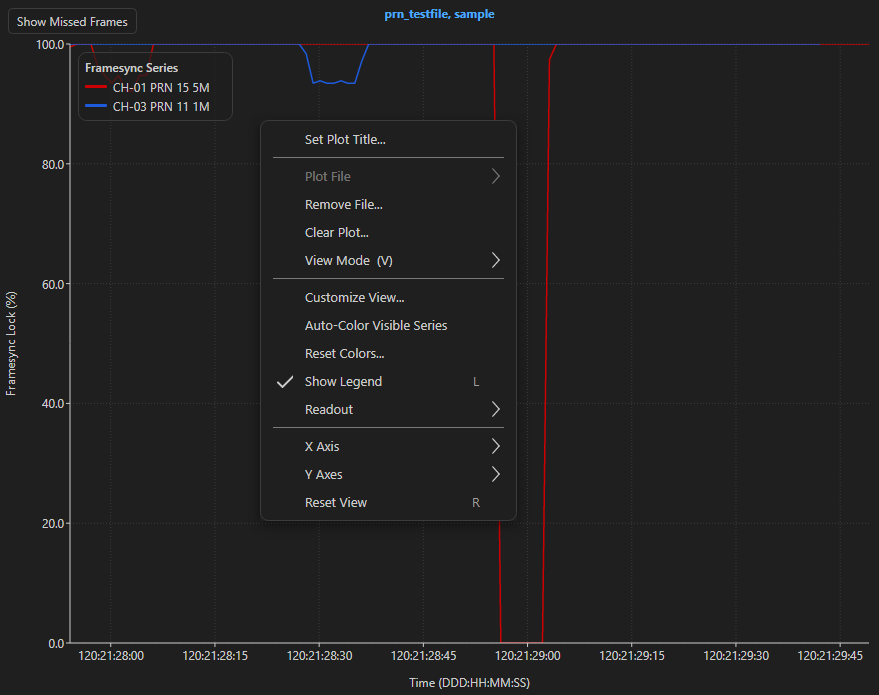 Show Missed Frames
prn_testfile, sample
100.0
80.0
60.0
40.0
20.0
0.0
Framesync Lock (%)
Framesync Series
CH-01 PRN 15 5M
CH-03 PRN 11 1M
Set Plot Title...
Plot File
Remove File...
Clear Plot...
View Mode (V)
Customize View...
Auto-Color Visible Series
Reset Colors...
Show Legend L
Readout
X Axis
Y Axes
Reset View R
120:21:28:00 120:21:28:15 120:21:28:30 120:21:28:45 120:21:29:00 120:21:29:15 120:21:29:30 120:21:29:45
Time (DDD:HH:MM:SS)